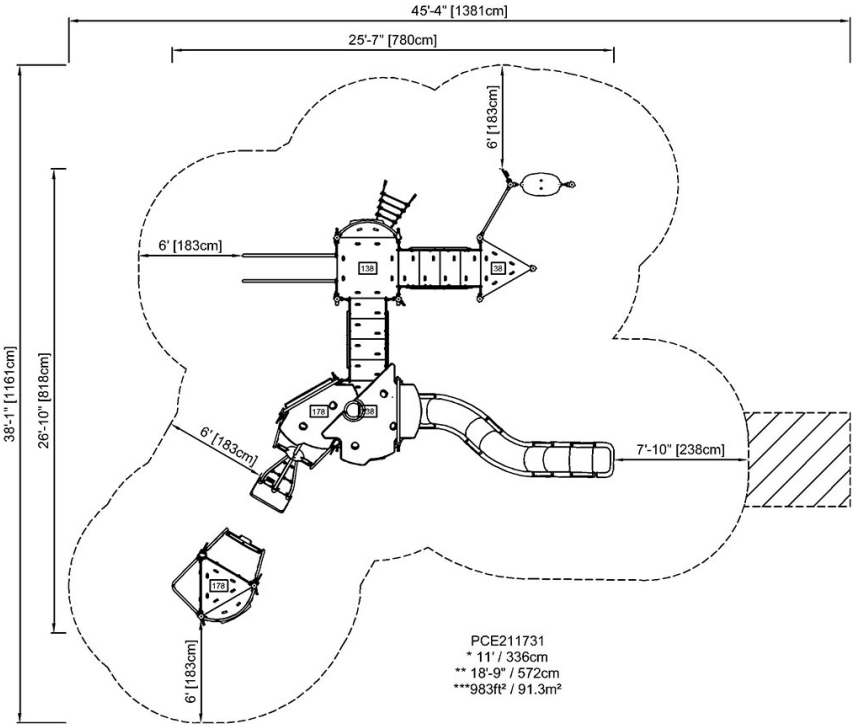 45'-4" [1381cm]
25'-7" [780cm]
6' [183cm]
6' [183cm]
138
38
38'-1" [1161cm]
26'-10" [818cm]
178
38
6' [183cm]
7'-10" [238cm]
178
6' [183cm]
PCE211731
* 11' / 336cm
** 18'-9" / 572cm
***983ft² / 91.3m²